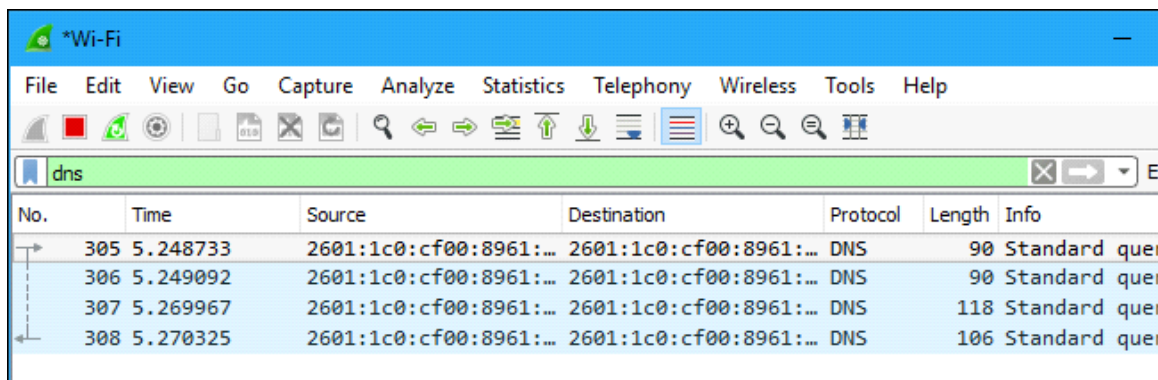 *Wi-Fi
File Edit View Go Capture Analyze Statistics Telephony Wireless Tools Help
dns
No. Time Source Destination Protocol Length Info
305 5.248733 2601:1c0:cf00:8961:… 2601:1c0:cf00:8961:… DNS 90 Standard quer
306 5.249092 2601:1c0:cf00:8961:… 2601:1c0:cf00:8961:… DNS 90 Standard quer
307 5.269967 2601:1c0:cf00:8961:… 2601:1c0:cf00:8961:… DNS 118 Standard quer
308 5.270325 2601:1c0:cf00:8961:… 2601:1c0:cf00:8961:… DNS 106 Standard quer